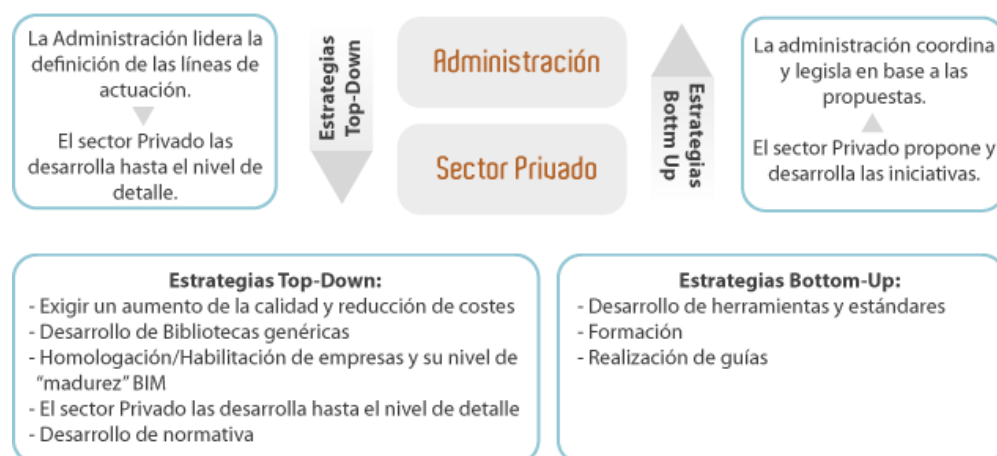 La Administración lidera la
definición de las líneas de
actuación.
El sector Privado las
desarrolla hasta el nivel de
detalle.
Estrategias
Top-Down
Administración
Sector Privado
Estrategias
Bottm Up
La administración coordina
y legisla en base a las
propuestas.
El sector Privado propone y
desarrolla las iniciativas.
Estrategias Top-Down:
- Exigir un aumento de la calidad y reducción de costes
- Desarrollo de Bibliotecas genéricas
- Homologación/Habilitación de empresas y su nivel de
“madurez” BIM
- El sector Privado las desarrolla hasta el nivel de detalle
- Desarrollo de normativa
Estrategias Bottom-Up:
- Desarrollo de herramientas y estándares
- Formación
- Realización de guías